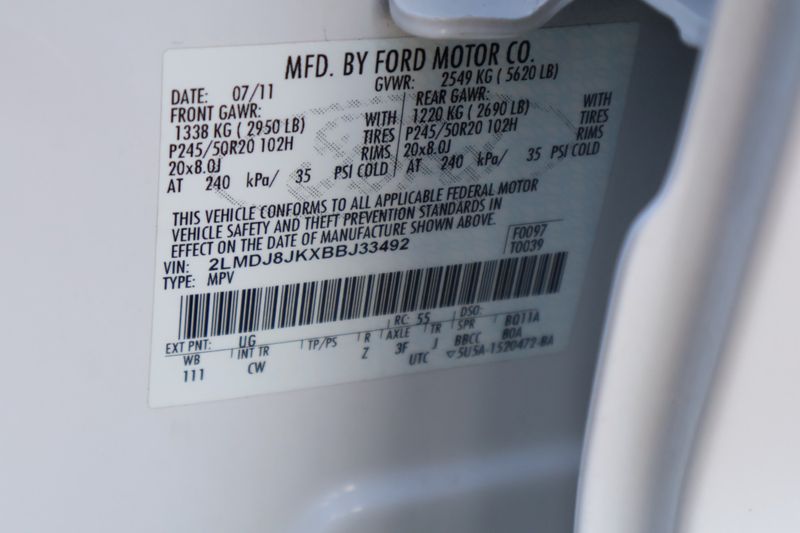 MFD. BY FORD MOTOR CO.
DATE: 07/11 GVWR: 2549 KG ( 5620 LB)
FRONT GAWR: REAR GAWR:
1338 KG ( 2950 LB) WITH 1220 KG ( 2690 LB) WITH
P245/50R20 102H TIRES P245/50R20 102H TIRES
20x8.0J RIMS 20x8.0J RIMS
AT 240 kPa/ 35 PSI COLD AT 240 kPa/ 35 PSI COLD
THIS VEHICLE CONFORMS TO ALL APPLICABLE FEDERAL MOTOR
VEHICLE SAFETY AND THEFT PREVENTION STANDARDS IN
EFFECT ON THE DATE OF MANUFACTURE SHOWN ABOVE.
F0097
VIN: 2LMDJ8JKXBBJ33492 T0039
TYPE: MPV
EXT PNT: UG RC: 55 DSO: BQ11A
WB INT TR TP/PS R AXLE TR SPR BOA
111 CW Z 3F J BBCC
UTC 5U5A-1520472-BA